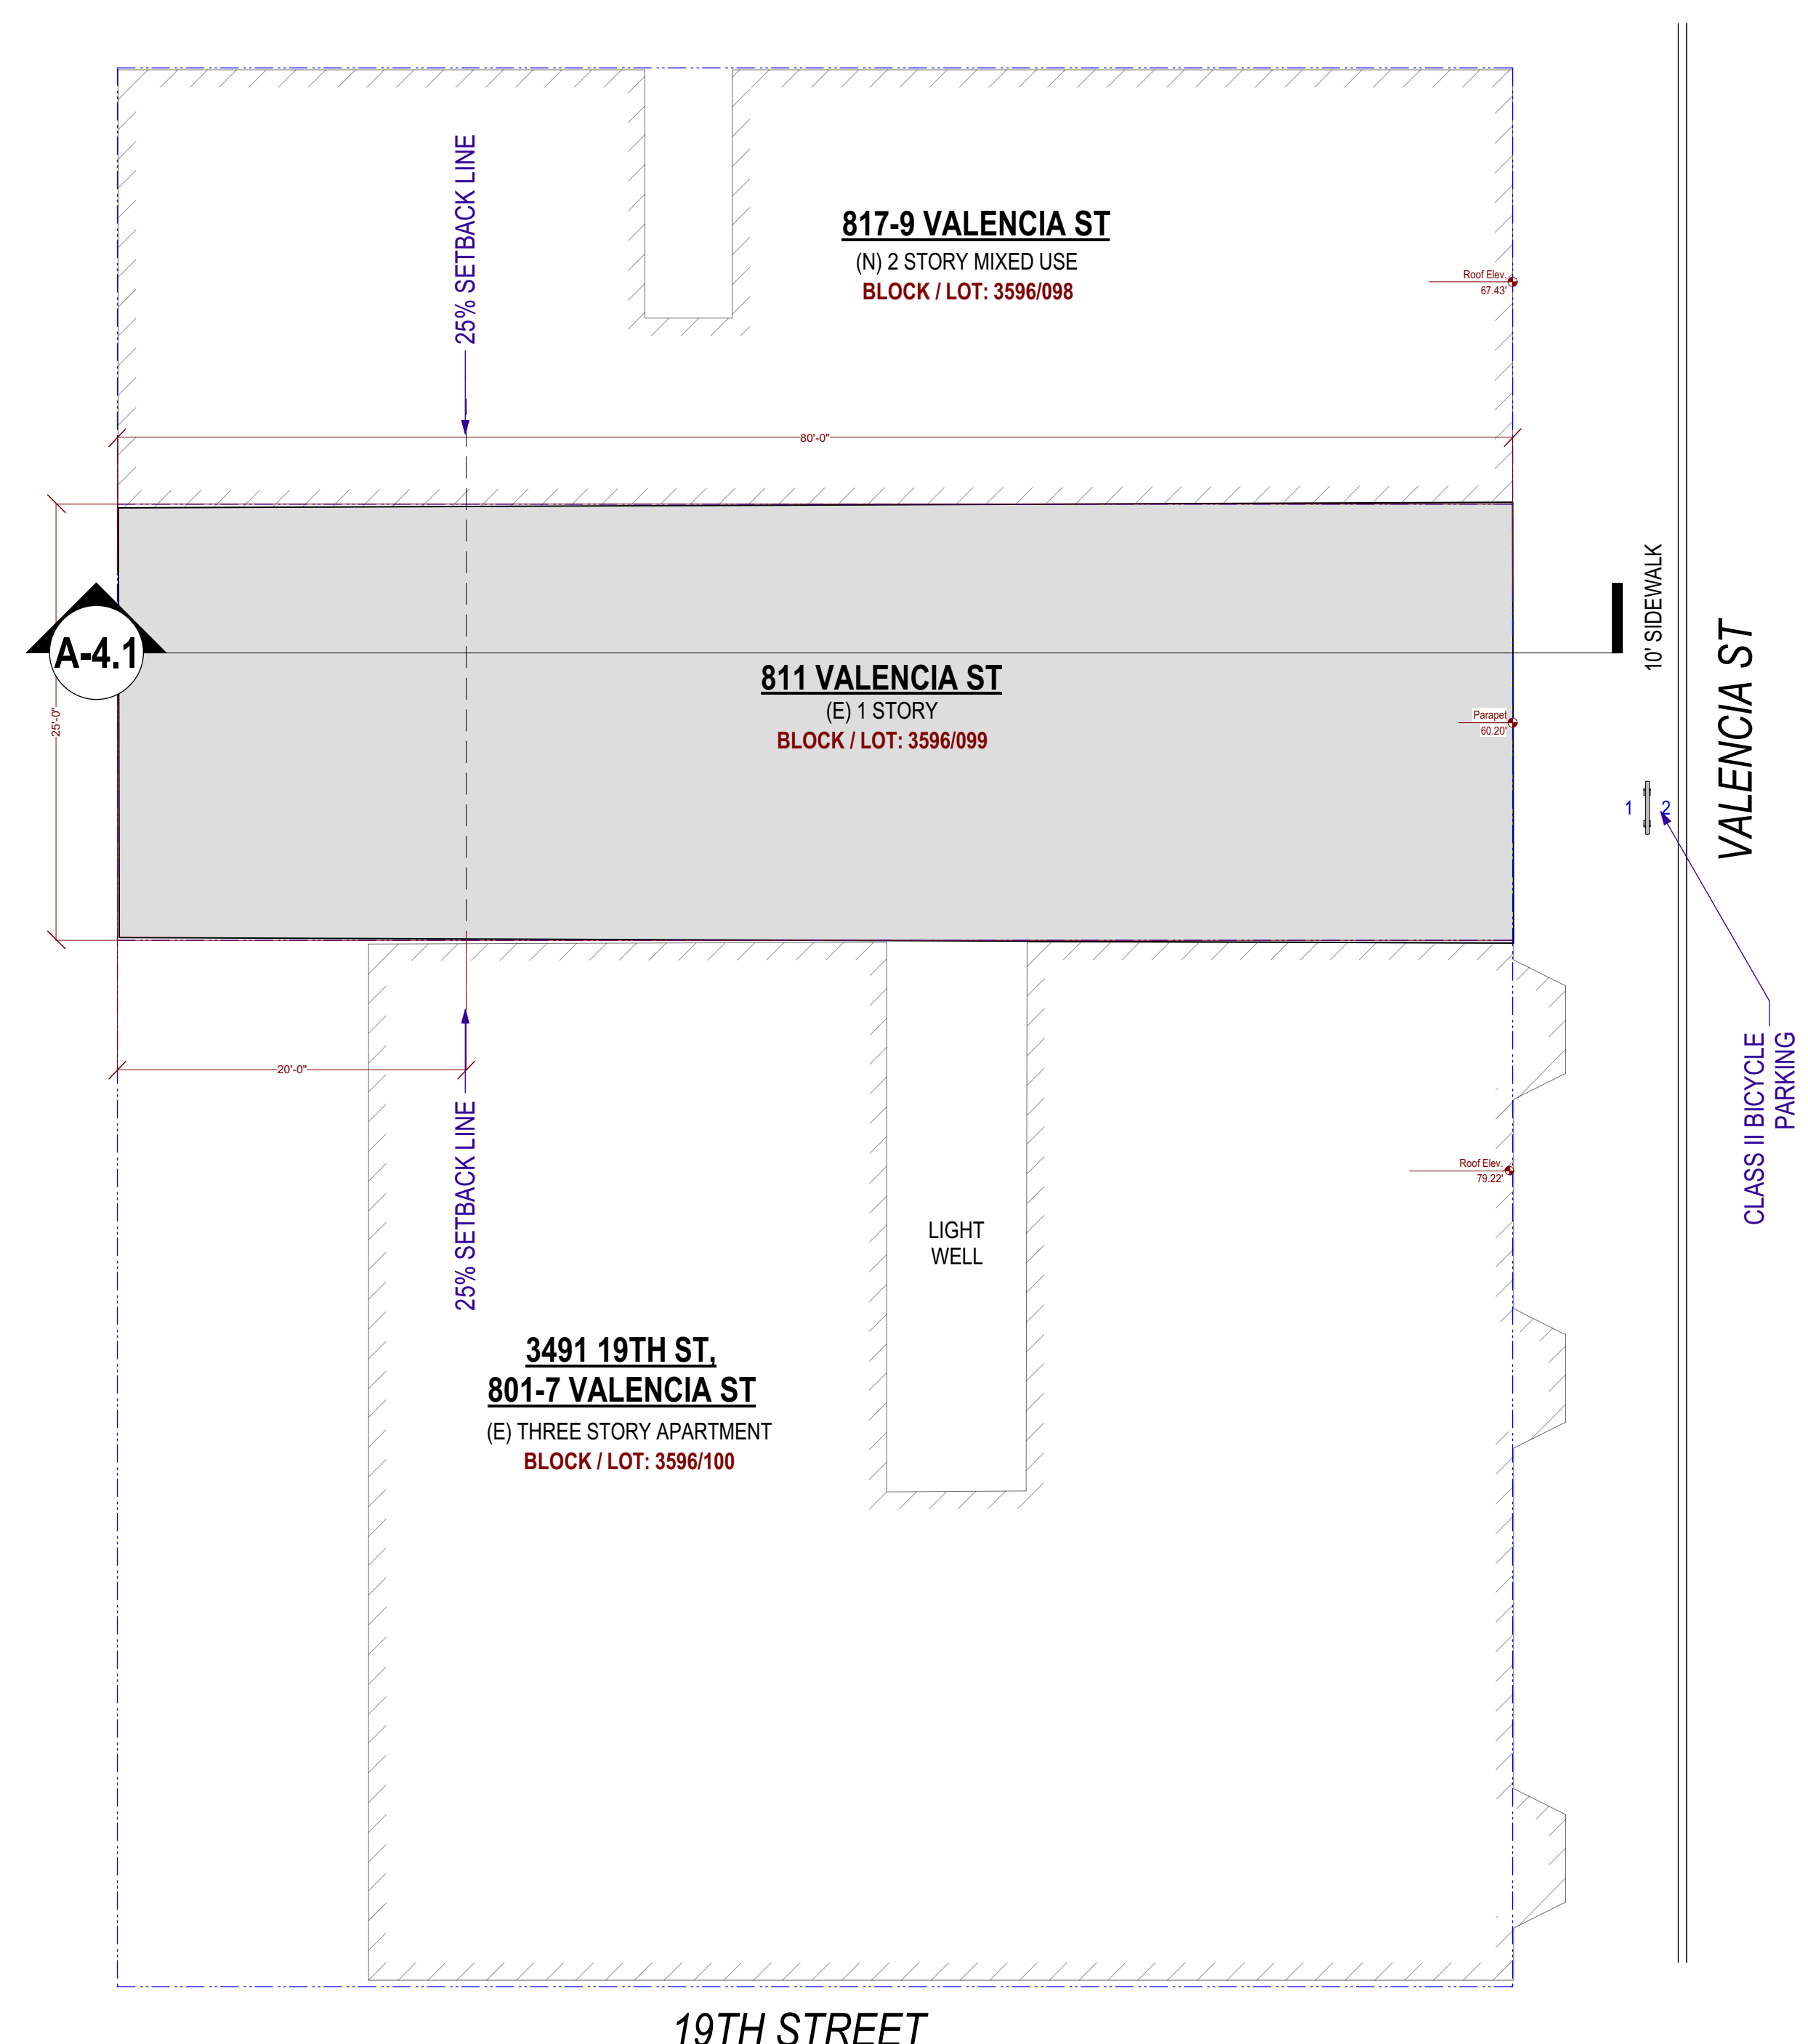 25% SETBACK LINE
817-9 VALENCIA ST
(N) 2 STORY MIXED USE
BLOCK / LOT: 3596/098
Roof Elev.
67.43'
80'-0"
10' SIDEWALK
VALENCIA ST
A-4.1
25'-0"
811 VALENCIA ST
(E) 1 STORY
BLOCK / LOT: 3596/099
Parapet
60.20'
1 2
CLASS II BICYCLE
PARKING
20'-0"
25% SETBACK LINE
Roof Elev.
79.22'
LIGHT
WELL
3491 19TH ST,
801-7 VALENCIA ST
(E) THREE STORY APARTMENT
BLOCK / LOT: 3596/100
19TH STREET